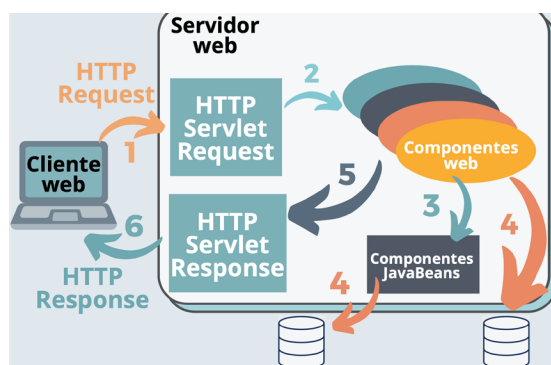 Servidor
web
HTTP
Request
1
Cliente
web
HTTP
Servlet
Request
2
Componentes
web
3
4
5
HTTP
Servlet
Response
6
HTTP
Response
Componentes
JavaBeans
4